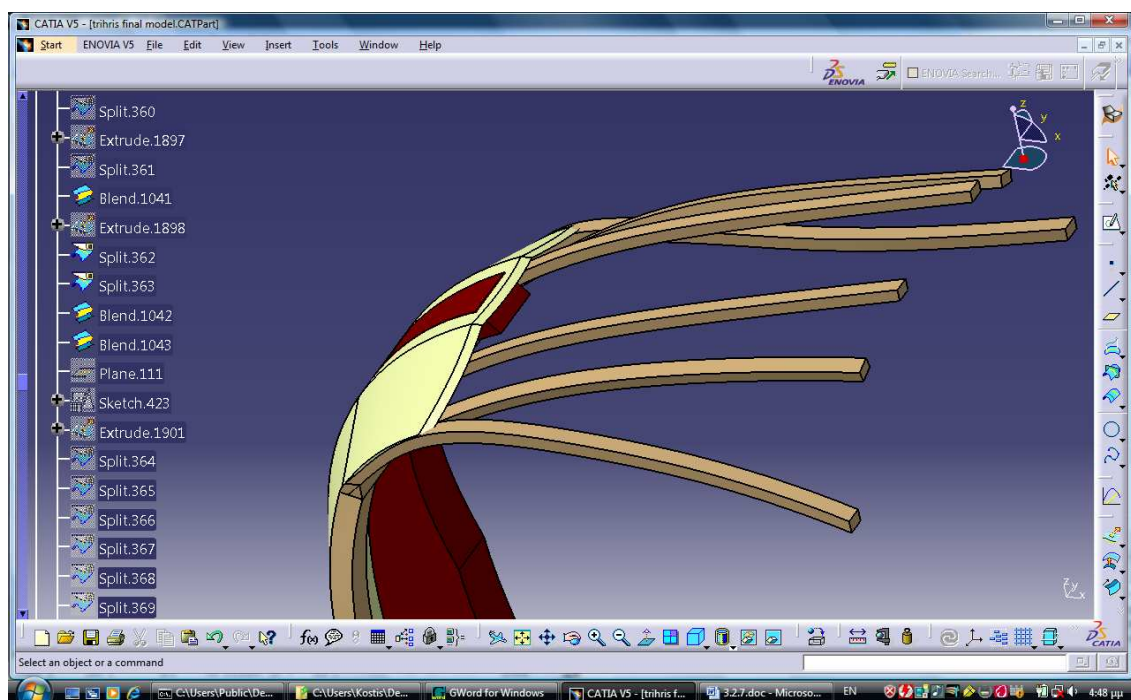 CATIA V5 - [trihris final model.CATPart]
Start ENOVIA V5 File Edit View Insert Tools Window Help
DS ENOVIA ENOVIA Search...
Split.360
Extrude.1897
Split.361
Blend.1041
Extrude.1898
Split.362
Split.363
Blend.1042
Blend.1043
Plane.111
Sketch.423
Extrude.1901
Split.364
Split.365
Split.366
Split.367
Split.368
Split.369
z
y
x
z
y
x
f(x)
DS CATIA
Select an object or a command
C:\Users\Public\De... C:\Users\Kostis\De... GWord for Windows CATIA V5 - [trihris f... 3.2.7.doc - Microso... EN 4:48 μμ